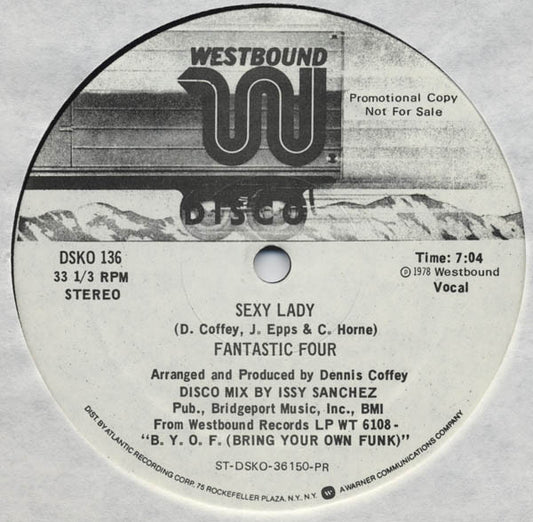 WESTBOUND
Promotional Copy
Not For Sale
DISCO
DSKO 136
33 1/3 RPM
STEREO
Time: 7:04
℗ 1978 Westbound
Vocal
SEXY LADY
(D. Coffey, J. Epps & C. Horne)
FANTASTIC FOUR
Arranged and Produced by Dennis Coffey
DISCO MIX BY ISSY SANCHEZ
Pub., Bridgeport Music, Inc., BMI
From Westbound Records LP WT 6108 -
"B. Y. O. F. (BRING YOUR OWN FUNK)"
ST-DSKO-36150-PR
DIST. BY ATLANTIC RECORDING CORP. 75 ROCKEFELLER PLAZA, N.Y., N.Y. A WARNER COMMUNICATIONS COMPANY